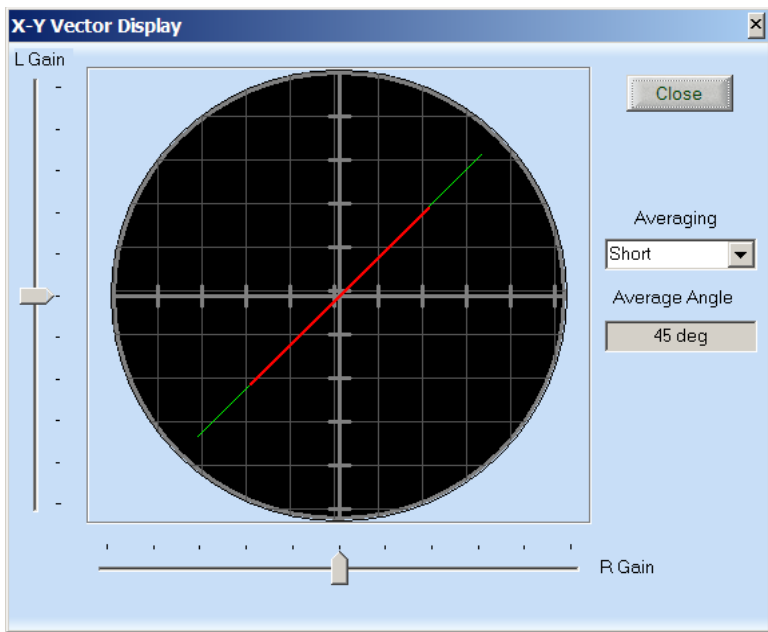 X-Y Vector Display
L Gain
Close
Averaging
Short
Average Angle
45 deg
R Gain